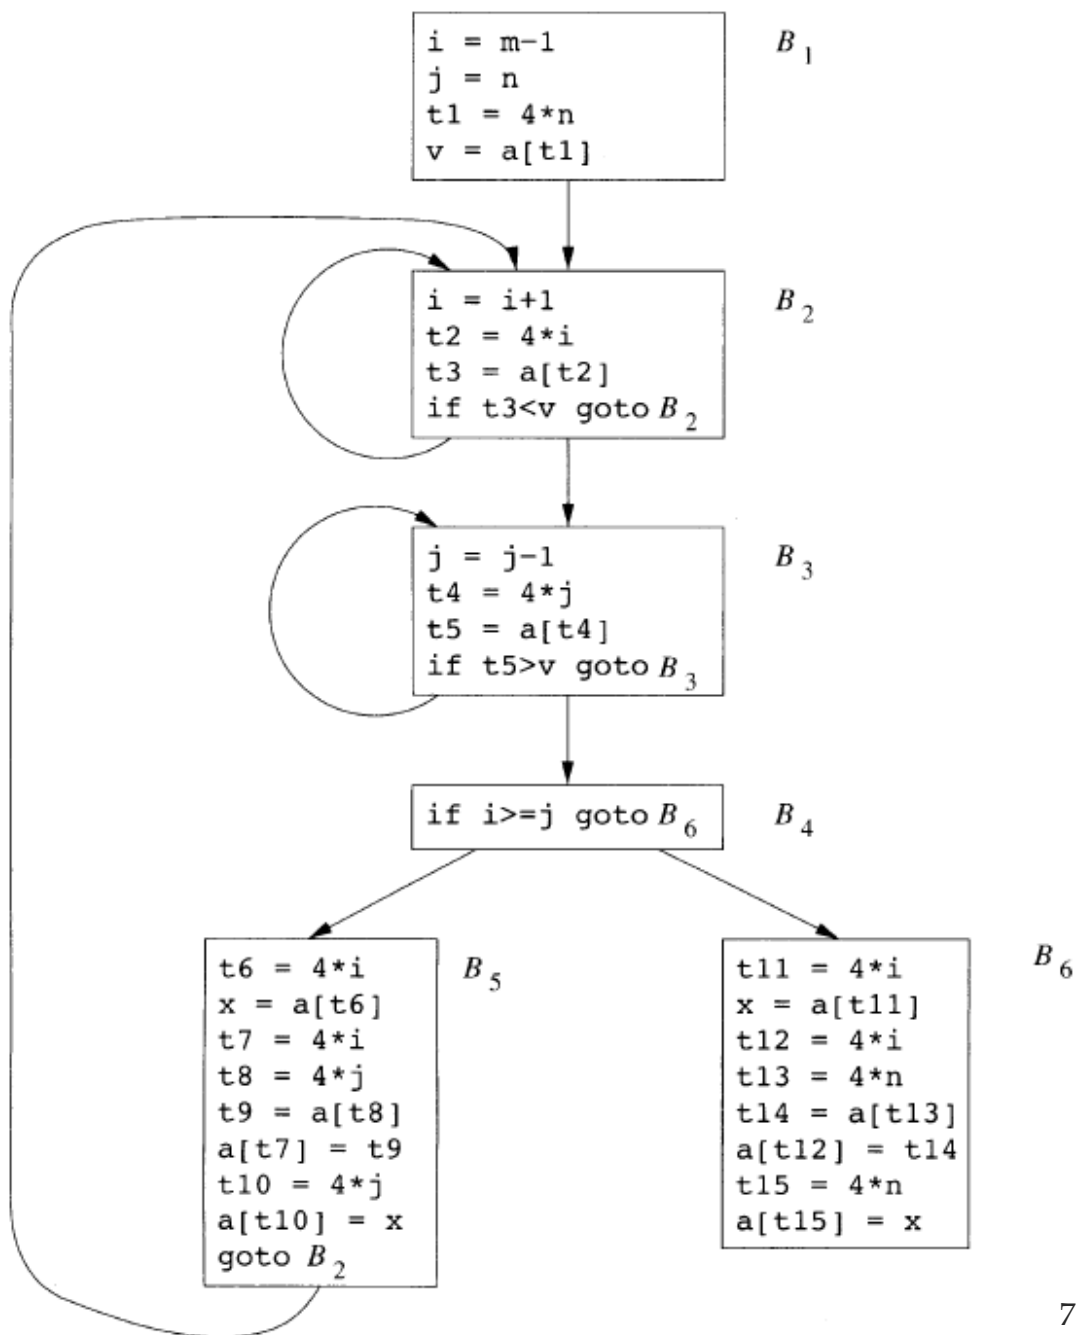 i = m-1
j = n
t1 = 4*n
v = a[t1]
B1
i = i+1
t2 = 4*i
t3 = a[t2]
if t3<v goto B2
B2
j = j-1
t4 = 4*j
t5 = a[t4]
if t5>v goto B3
B3
if i>=j goto B6
B4
t6 = 4*i
x = a[t6]
t7 = 4*i
t8 = 4*j
t9 = a[t8]
a[t7] = t9
t10 = 4*j
a[t10] = x
goto B2
B5
t11 = 4*i
x = a[t11]
t12 = 4*i
t13 = 4*n
t14 = a[t13]
a[t12] = t14
t15 = 4*n
a[t15] = x
B6
7